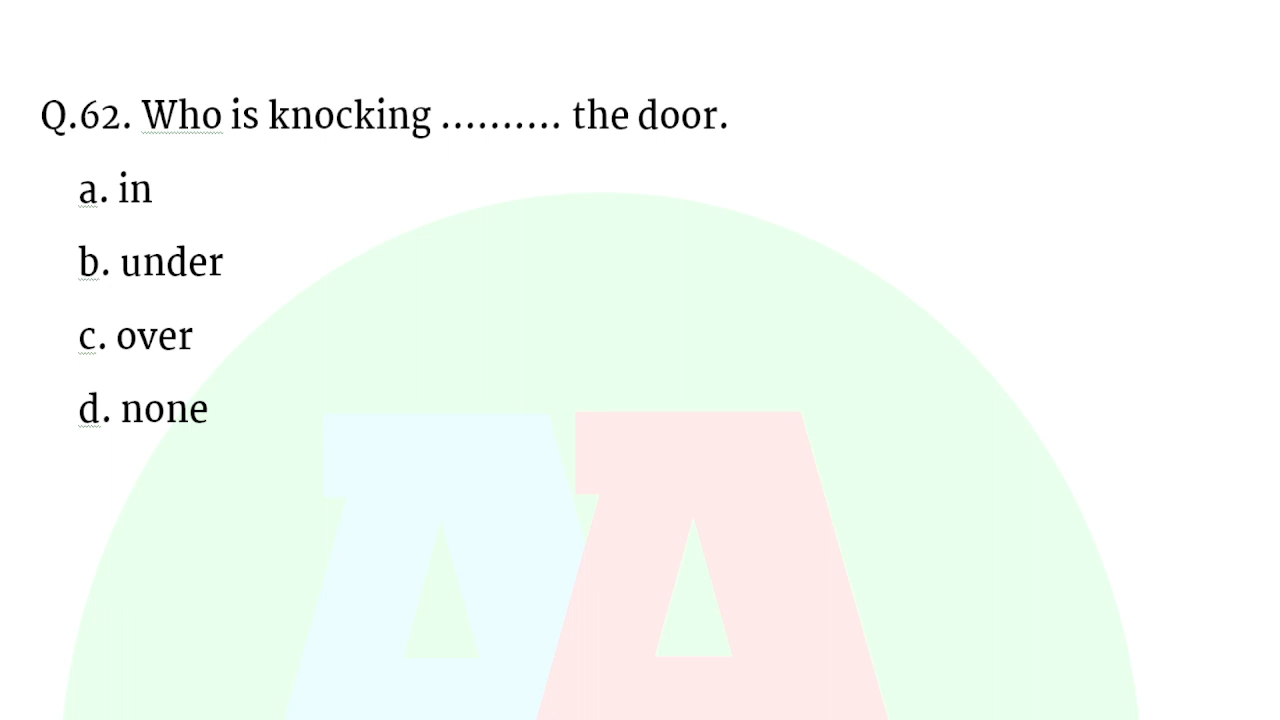 Q.62. Who is knocking .......... the door.
a. in
b. under
c. over
d. none